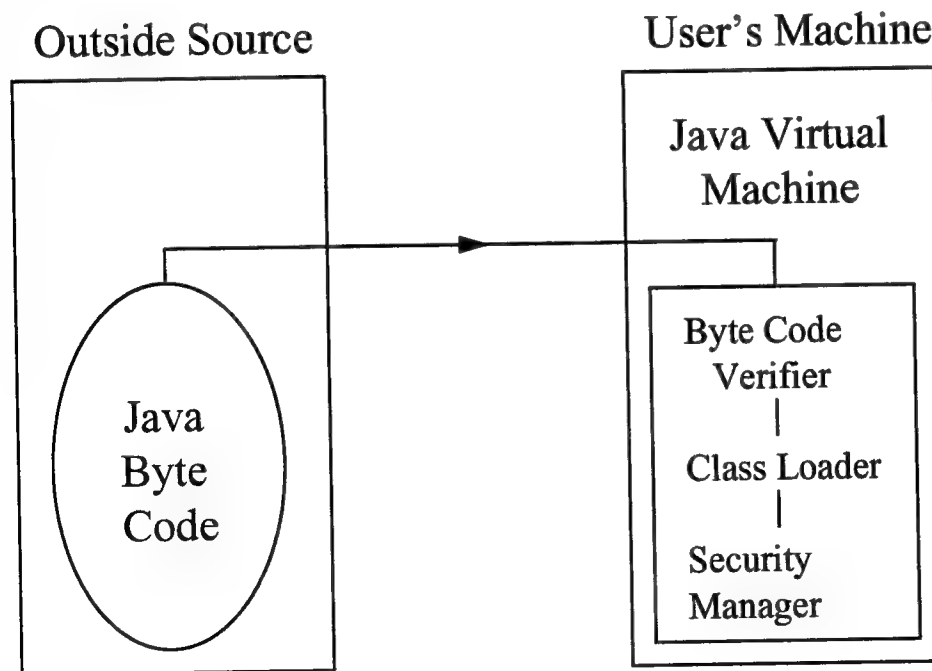 Outside Source
User's Machine
Java Virtual
Machine
Java
Byte
Code
Byte Code
Verifier
Class Loader
Security
Manager